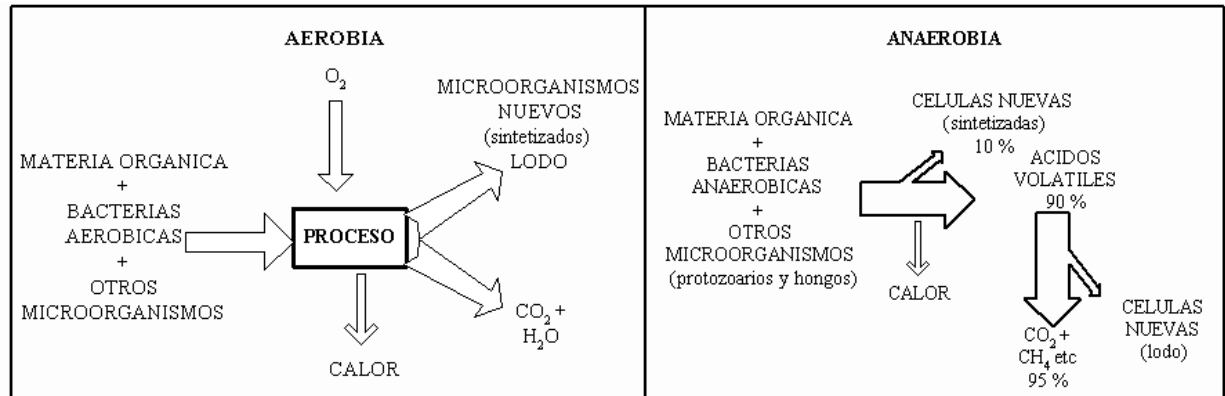 AEROBIA
O₂
MICROORGANISMOS
NUEVOS
(sintetizados)
LODO
MATERIA ORGANICA
+
BACTERIAS
AEROBICAS
+
OTROS
MICROORGANISMOS
PROCESO
CO₂ +
H₂O
CALOR
ANAEROBIA
MATERIA ORGANICA
+
BACTERIAS
ANAEROBICAS
+
OTROS
MICROORGANISMOS
(protozoarios y hongos)
CELULAS NUEVAS
(sintetizadas)
10 %
ACIDOS
VOLATILES
90 %
CALOR
CO₂ +
CH₄ etc
95 %
CELULAS
NUEVAS
(lodo)